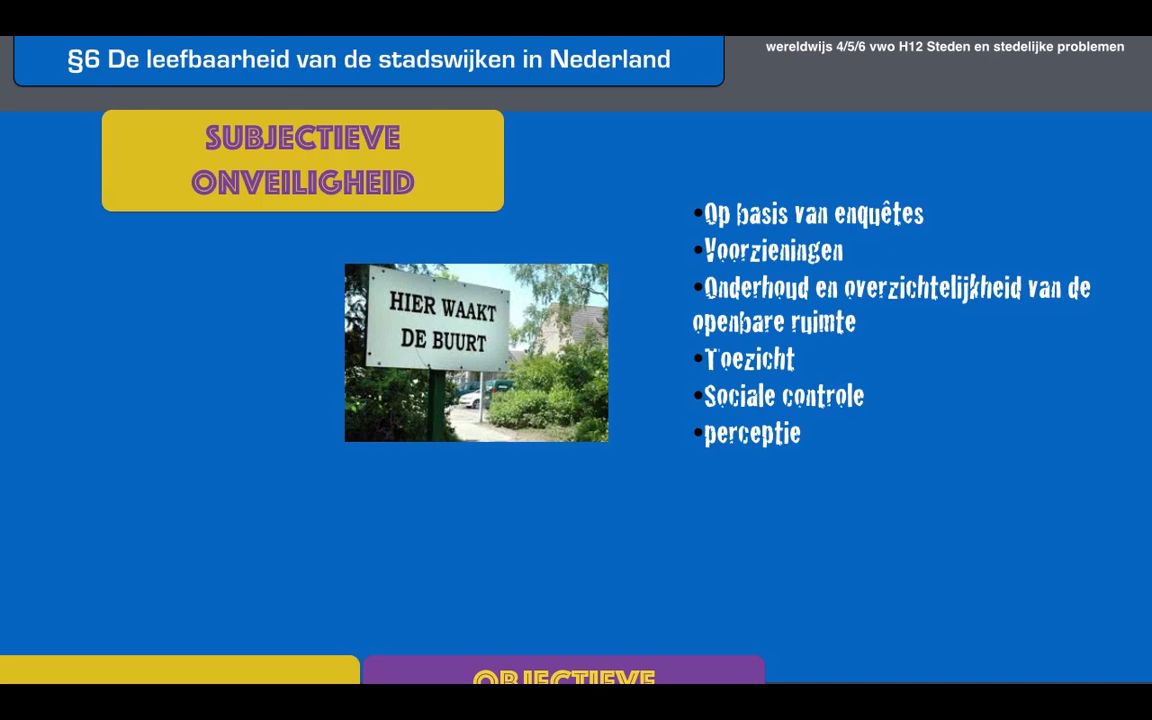 §6 De leefbaarheid van de stadswijken in Nederland
wereldwijs 4/5/6 vwo H12 Steden en stedelijke problemen
SUBJECTIEVE
ONVEILIGHEID
HIER WAAKT
DE BUURT
•Op basis van enquêtes
•Voorzieningen
•Onderhoud en overzichtelijkheid van de
openbare ruimte
•Toezicht
•Sociale controle
•perceptie
OBJECTIEVE